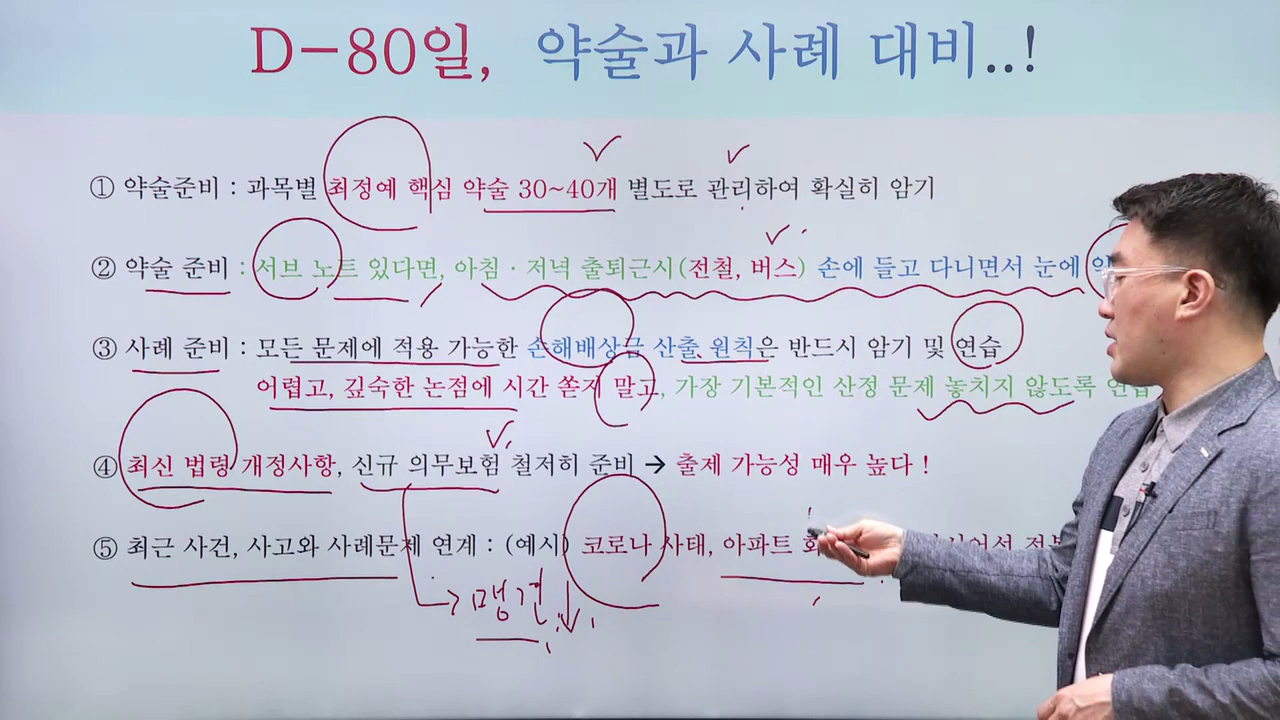 D-80일, 약술과 사례 대비..!
① 약술준비 : 과목별 최정예 핵심 약술 30~40개 별도로 관리하여 확실히 암기
② 약술 준비 : 서브 노트 있다면, 아침 · 저녁 출퇴근시(전철, 버스) 손에 들고 다니면서 눈에
③ 사례 준비 : 모든 문제에 적용 가능한 손해배상금 산출 원칙은 반드시 암기 및 연습
어렵고, 깊숙한 논점에 시간 쏟지 말고, 가장 기본적인 산정 문제 놓치지 않도록 연습
④ 최신 법령 개정사항, 신규 의무보험 철저히 준비 → 출제 가능성 매우 높다 !
⑤ 최근 사건, 사고와 사례문제 연계 : (예시) 코로나 사태, 아파트
맹견